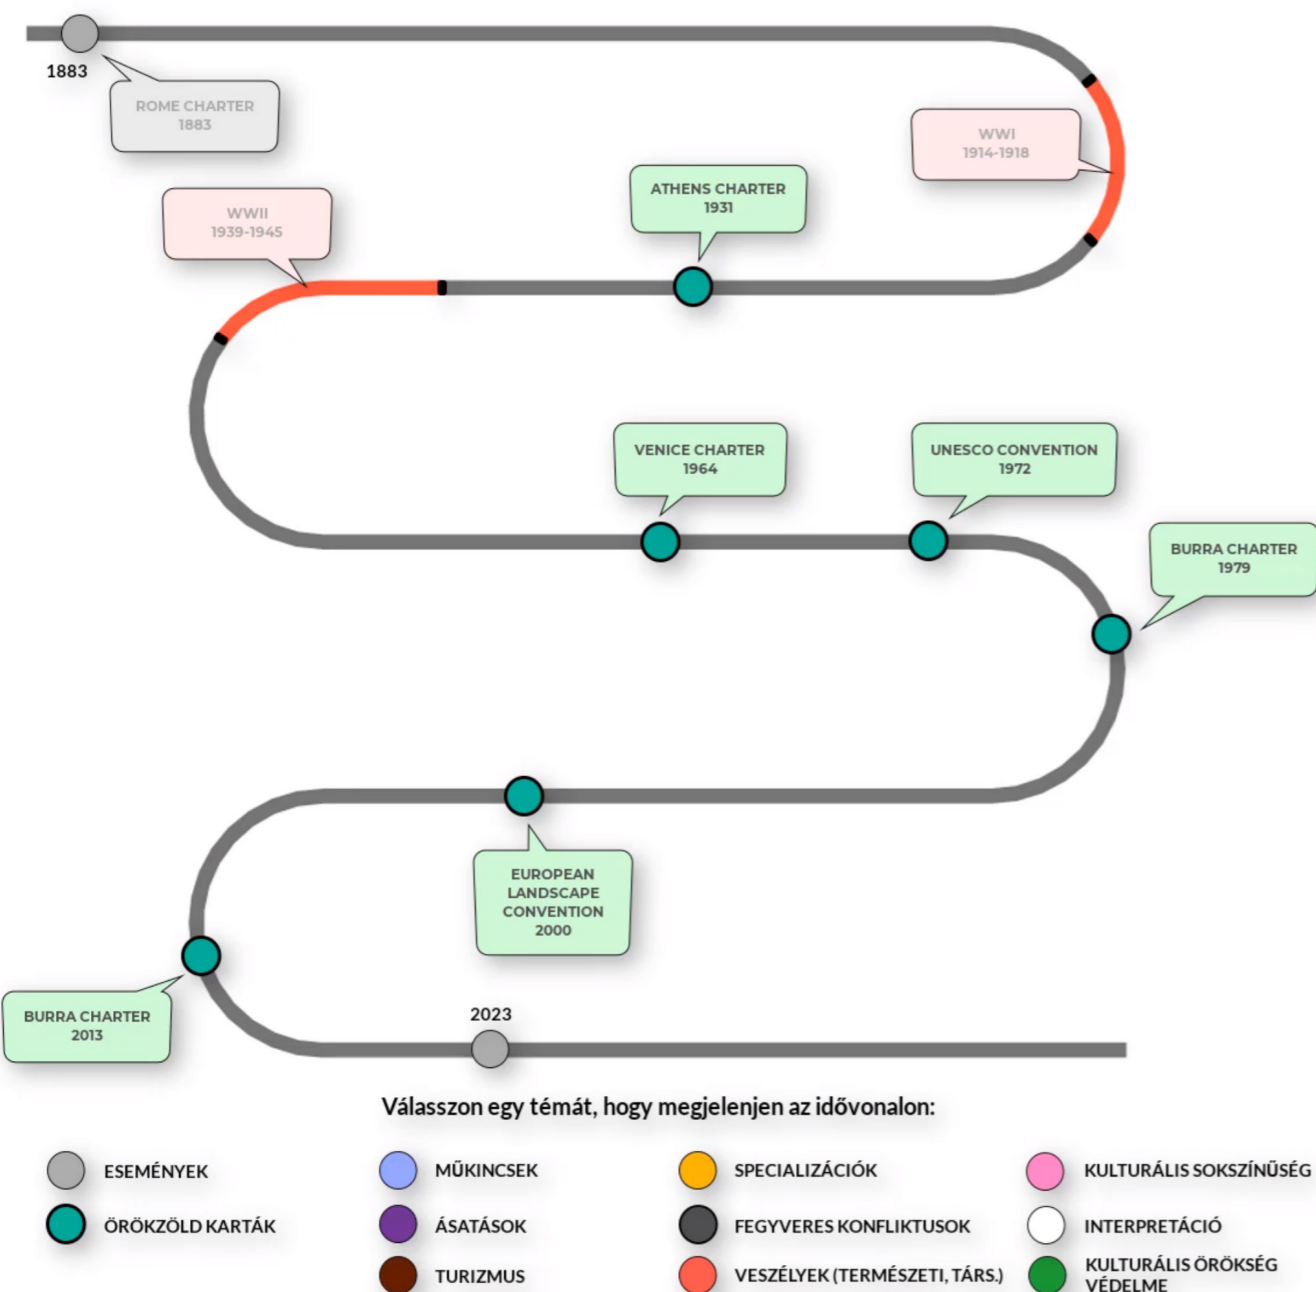 1883
ROME CHARTER
1883
WWI
1914-1918
WWII
1939-1945
ATHENS CHARTER
1931
VENICE CHARTER
1964
UNESCO CONVENTION
1972
BURRA CHARTER
1979
EUROPEAN
LANDSCAPE
CONVENTION
2000
BURRA CHARTER
2013
2023
Válasszon egy témát, hogy megjelenjen az idővonalon:
ESEMÉNYEK
MŰKINCSEK
SPECIALIZÁCIÓK
KULTURÁLIS SOKSZÍNŰSÉG
ÖRÖKZÖLD KARTÁK
ÁSATÁSOK
FEGYVERES KONFLIKTUSOK
INTERPRETÁCIÓ
TURIZMUS
VESZÉLYEK (TERMÉSZETI, TÁRS.)
KULTURÁLIS ÖRÖKSÉG
VÉDELME